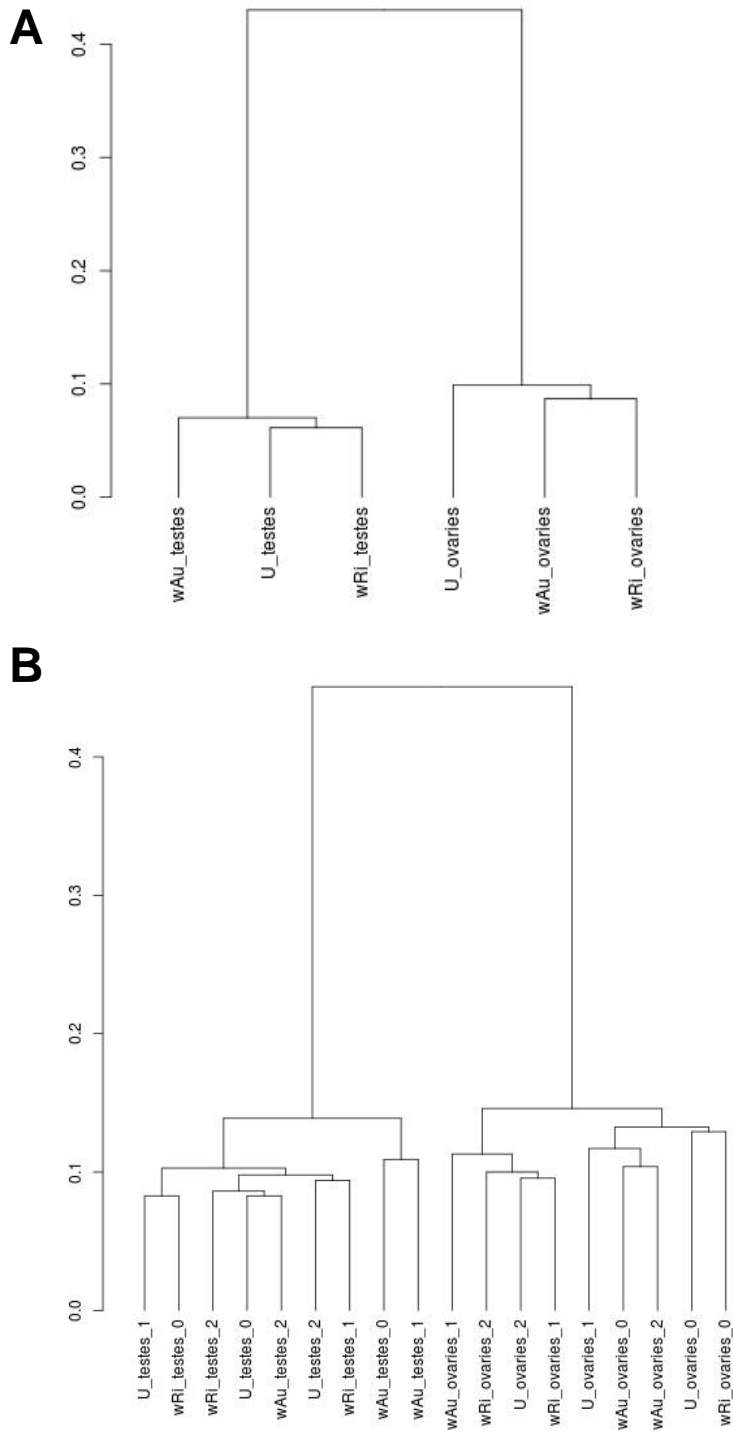 A
0.4
0.3
0.2
0.1
0.0
wAu_testes
U_testes
wRi_testes
U_ovaries
wAu_ovaries
wRi_ovaries
B
0.4
0.3
0.2
0.1
0.0
U_testes_1
wRi_testes_0
wRi_testes_2
U_testes_0
wAu_testes_2
U_testes_2
wRi_testes_1
wAu_testes_0
wAu_testes_1
wAu_ovaries_1
wRi_ovaries_2
U_ovaries_2
wRi_ovaries_1
U_ovaries_1
wAu_ovaries_0
wAu_ovaries_2
U_ovaries_0
wRi_ovaries_0